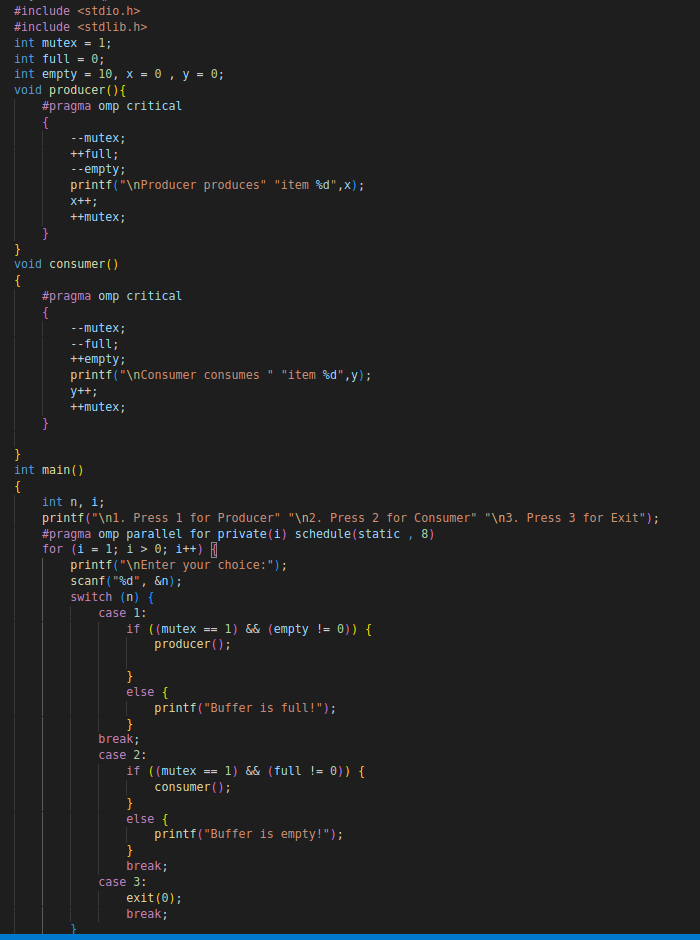 #include <stdio.h>
#include <stdlib.h>
int mutex = 1;
int full = 0;
int empty = 10, x = 0 , y = 0;
void producer(){
    #pragma omp critical
    {
        --mutex;
        ++full;
        --empty;
        printf("\nProducer produces" "item %d",x);
        x++;
        ++mutex;
    }
}
void consumer()
{
    #pragma omp critical
    {
        --mutex;
        --full;
        ++empty;
        printf("\nConsumer consumes " "item %d",y);
        y++;
        ++mutex;
    }

}
int main()
{
    int n, i;
    printf("\n1. Press 1 for Producer" "\n2. Press 2 for Consumer" "\n3. Press 3 for Exit");
    #pragma omp parallel for private(i) schedule(static , 8)
    for (i = 1; i > 0; i++) {
        printf("\nEnter your choice:");
        scanf("%d", &n);
        switch (n) {
            case 1:
                if ((mutex == 1) && (empty != 0)) {
                    producer();

                }
                else {
                    printf("Buffer is full!");
                }
            break;
            case 2:
                if ((mutex == 1) && (full != 0)) {
                    consumer();
                }
                else {
                    printf("Buffer is empty!");
                }
                break;
            case 3:
                exit(0);
                break;
        }